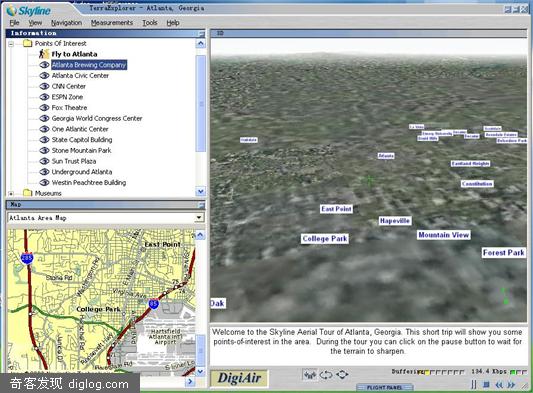 Skyline
TerraExplorer - Atlanta, Georgia
File View Navigation Measurements Tools Help
Information
Points Of Interest
Fly to Atlanta
Atlanta Brewing Company
Atlanta Civic Center
CNN Center
ESPN Zone
Fox Theatre
Georgia World Congress Center
One Atlantic Center
State Capitol Building
Stone Mountain Park
Sun Trust Plaza
Underground Atlanta
Westin Peachtree Building
Museums
Map
Atlanta Area Map
East Point
285
College Park
85
Hartsfield
Atlanta Int'l
Airport
3D
Atlanta
Eastland Heights
Constitution
East Point
Hapeville
College Park
Mountain View
Forest Park
Oak
Welcome to the Skyline Aerial Tour of Atlanta, Georgia. This short trip will show you some
points-of-interest in the area. During the tour you can click on the pause button to wait for
the terrain to sharpen.
DigiAir
Buffering
134.4 Kbps
FLIGHT PANEL
奇客发现 diglog.com